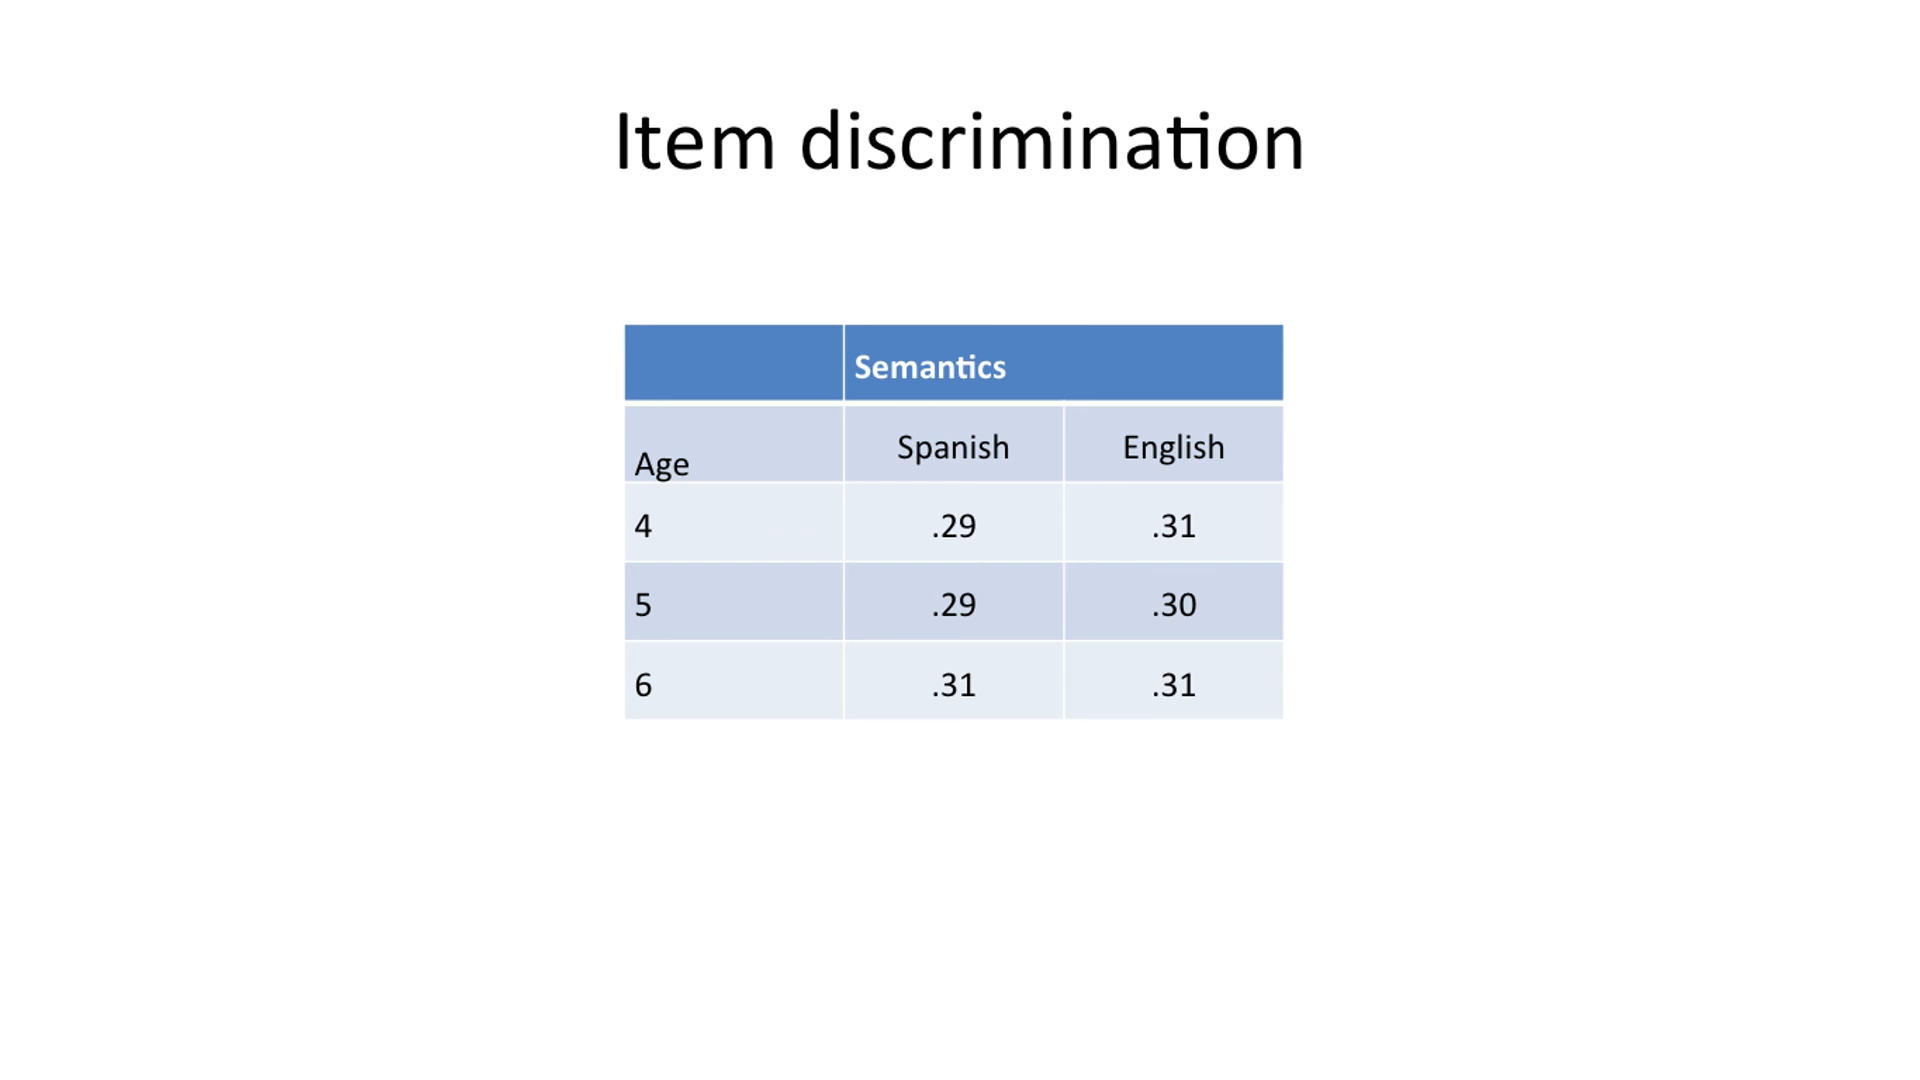 Item discrimination
Semantics
Age Spanish English
4 .29 .31
5 .29 .30
6 .31 .31